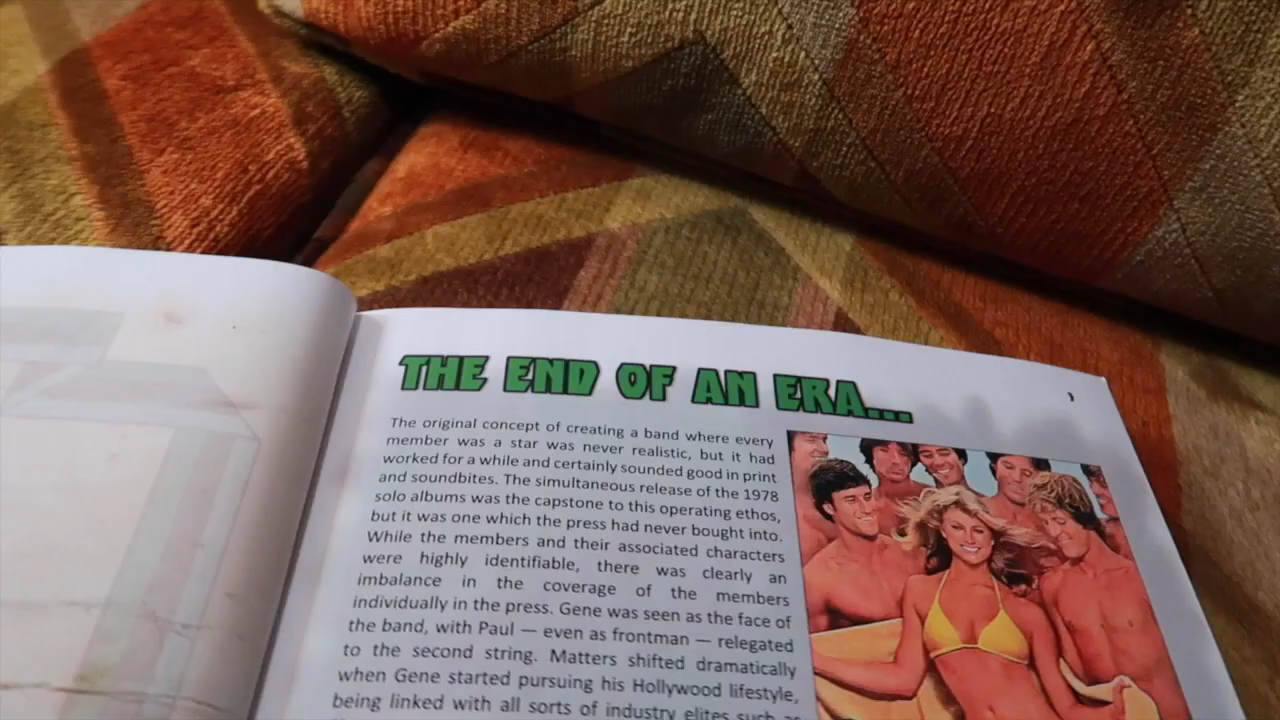 THE END OF AN ERA...
The original concept of creating a band where every
member was a star was never realistic, but it had
worked for a while and certainly sounded good in print
and soundbites. The simultaneous release of the 1978
solo albums was the capstone to this operating ethos,
but it was one which the press had never bought into.
While the members and their associated characters
were highly identifiable, there was clearly an
imbalance in the coverage of the members
individually in the press. Gene was seen as the face of
the band, with Paul — even as frontman — relegated
to the second string. Matters shifted dramatically
when Gene started pursuing his Hollywood lifestyle,
being linked with all sorts of industry elites such as